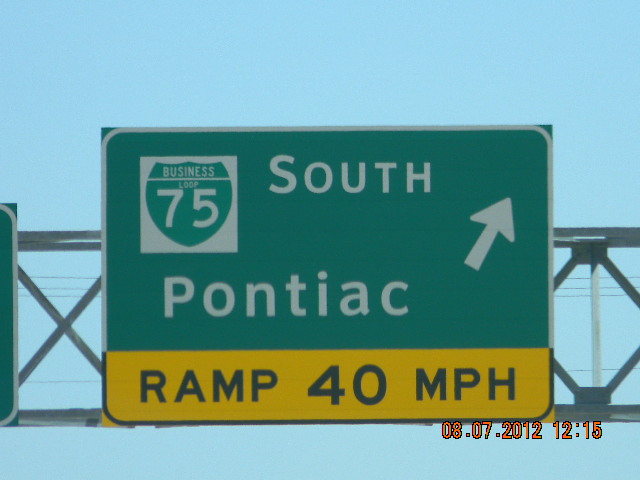 BUSINESS
LOOP
75
SOUTH
Pontiac
RAMP 40 MPH
08.07.2012 12:15